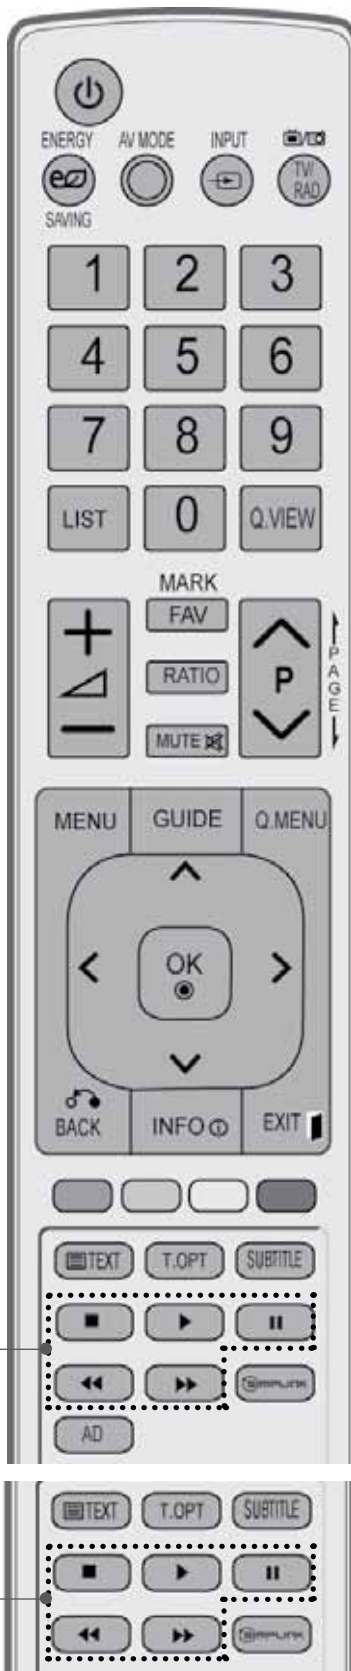 ENERGY AV MODE INPUT
TV/
RAD
SAVING
1 2 3
4 5 6
7 8 9
LIST 0 Q.VIEW
MARK
FAV
RATIO
P
PAGE
MUTE
MENU GUIDE Q.MENU
OK
BACK INFO EXIT
TEXT T.OPT SUBTITLE
SIMPLINK
AD
TEXT T.OPT SUBTITLE
SIMPLINK